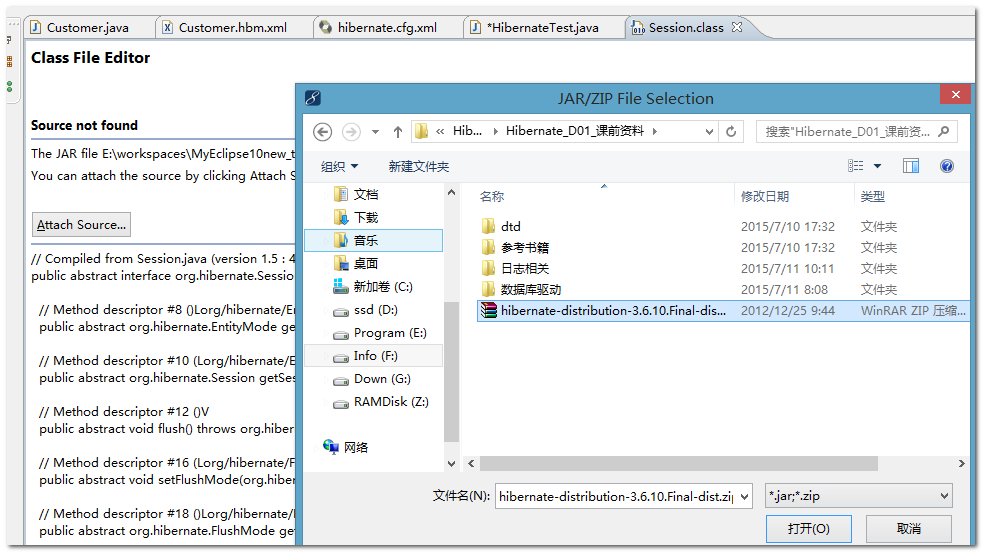 Customer.java
Customer.hbm.xml
hibernate.cfg.xml
*HibernateTest.java
Session.class
Class File Editor
Source not found
The JAR file E:\workspaces\MyEclipse10new_t
You can attach the source by clicking Attach S
Attach Source...
// Compiled from Session.java (version 1.5 : 4
public abstract interface org.hibernate.Session
// Method descriptor #8 ()Lorg/hibernate/En
public abstract org.hibernate.EntityMode ge
// Method descriptor #10 (Lorg/hibernate/E
public abstract org.hibernate.Session getSes
// Method descriptor #12 ()V
public abstract void flush() throws org.hiber
// Method descriptor #16 (Lorg/hibernate/F
public abstract void setFlushMode(org.hiber
// Method descriptor #18 ()Lorg/hibernate/
public abstract org.hibernate.FlushMode get
JAR/ZIP File Selection
« Hib... Hibernate_D01_课前资料
搜索"Hibernate_D01_课前资...
组织 新建文件夹
文档
下载
音乐
桌面
新加卷 (C:)
ssd (D:)
Program (E:)
Info (F:)
Down (G:)
RAMDisk (Z:)
网络
名称 修改日期 类型
dtd 2015/7/10 17:32 文件夹
参考书籍 2015/7/10 17:32 文件夹
日志相关 2015/7/11 10:11 文件夹
数据库驱动 2015/7/11 8:08 文件夹
hibernate-distribution-3.6.10.Final-dis... 2012/12/25 9:44 WinRAR ZIP 压缩...
文件名(N): hibernate-distribution-3.6.10.Final-dist.zip *.jar;*.zip
打开(O) 取消